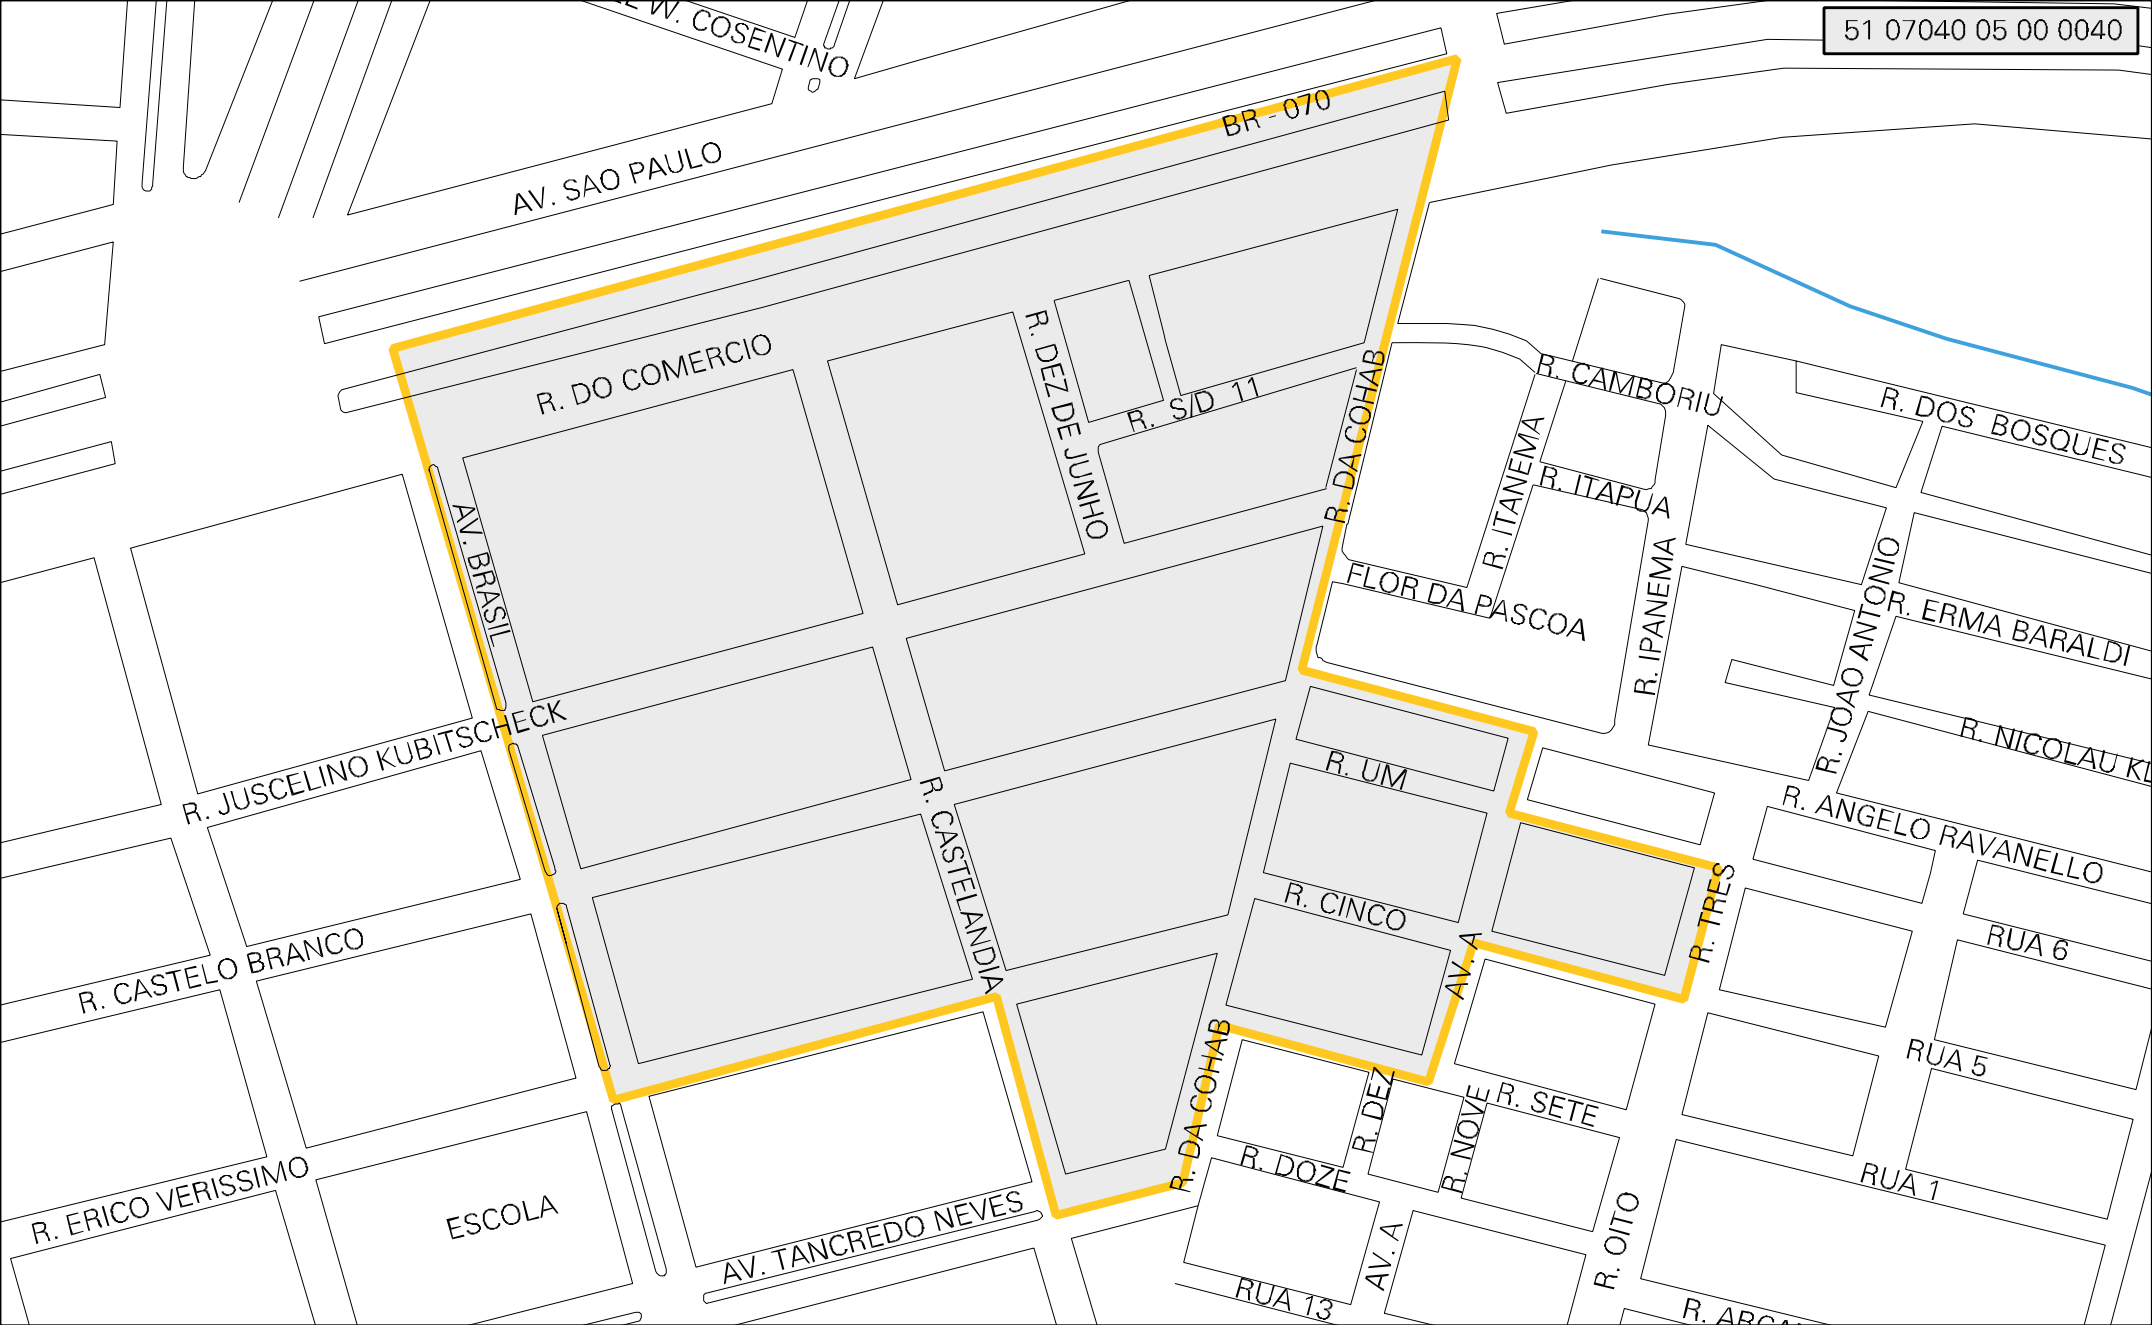 51 07040 05 00 0040
W. COSENTINO
BR - 070
AV. SAO PAULO
R. DO COMERCIO
R. DEZ DE JUNHO
R. S/D 11
R. DA COHAB
R. CAMBORIU
R. DOS BOSQUES
R. ITANEMA
R. ITAPUA
AV. BRASIL
R. IPANEMA
R. JOAO ANTONIO
FLOR DA PASCOA
R. ERMA BARALDI
R. JUSCELINO KUBITSCHECK
R. NICOLAU
R. UM
R. ANGELO RAVANELLO
R. CASTELANDIA
R. CINCO
R. TRES
AV. A
RUA 6
R. CASTELO BRANCO
R. DA COHAB
RUA 5
R. DEZ
R. NOVE
R. SETE
R. DOZE
RUA 1
R. ERICO VERISSIMO
ESCOLA
AV. TANCREDO NEVES
AV. A
R. OITO
RUA 13